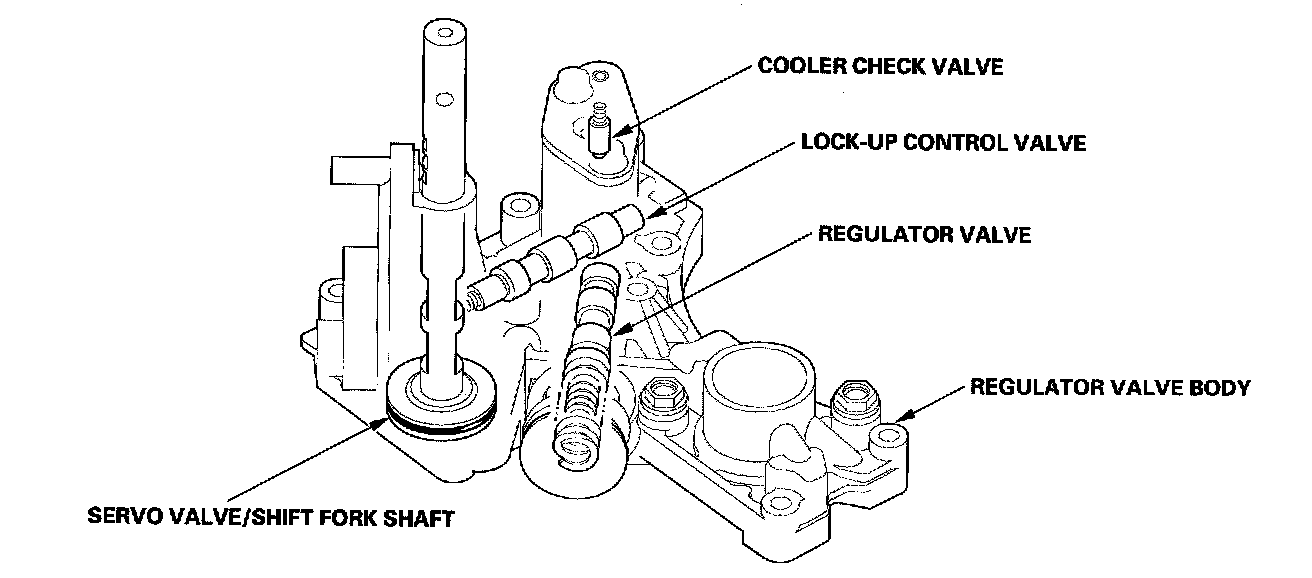 COOLER CHECK VALVE
LOCK-UP CONTROL VALVE
REGULATOR VALVE
REGULATOR VALVE BODY
SERVO VALVE/SHIFT FORK SHAFT